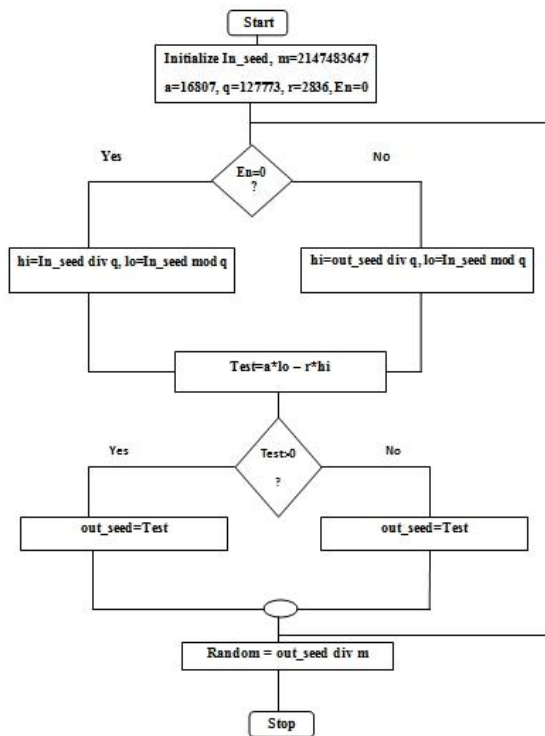 Start
Initialize In_seed, m=2147483647
a=16807, q=127773, r=2836, En=0
Yes
No
En=0
?
hi=In_seed div q, lo=In_seed mod q
hi=out_seed div q, lo=In_seed mod q
Test=a*lo – r*hi
Yes
No
Test>0
?
out_seed=Test
out_seed=Test
Random = out_seed div m
Stop